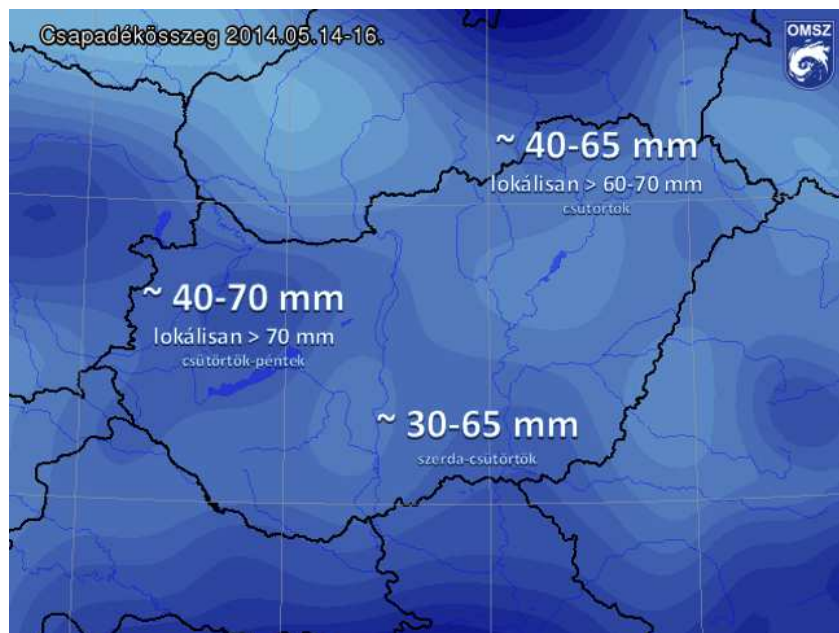 Csapadékösszeg 2014.05.14-16.
OMSZ
~ 40-65 mm
lokálisan > 60-70 mm
csütörtök
~ 40-70 mm
lokálisan > 70 mm
csütörtök-péntek
~ 30-65 mm
szerda-csütörtök